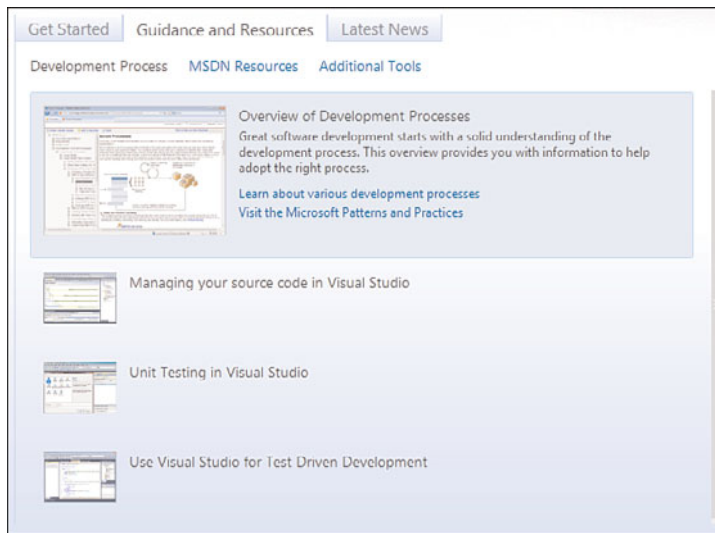 Get Started
Guidance and Resources
Latest News
Development Process
MSDN Resources
Additional Tools
Overview of Development Processes
Great software development starts with a solid understanding of the
development process. This overview provides you with information to help
adopt the right process.
Learn about various development processes
Visit the Microsoft Patterns and Practices
Managing your source code in Visual Studio
Unit Testing in Visual Studio
Use Visual Studio for Test Driven Development